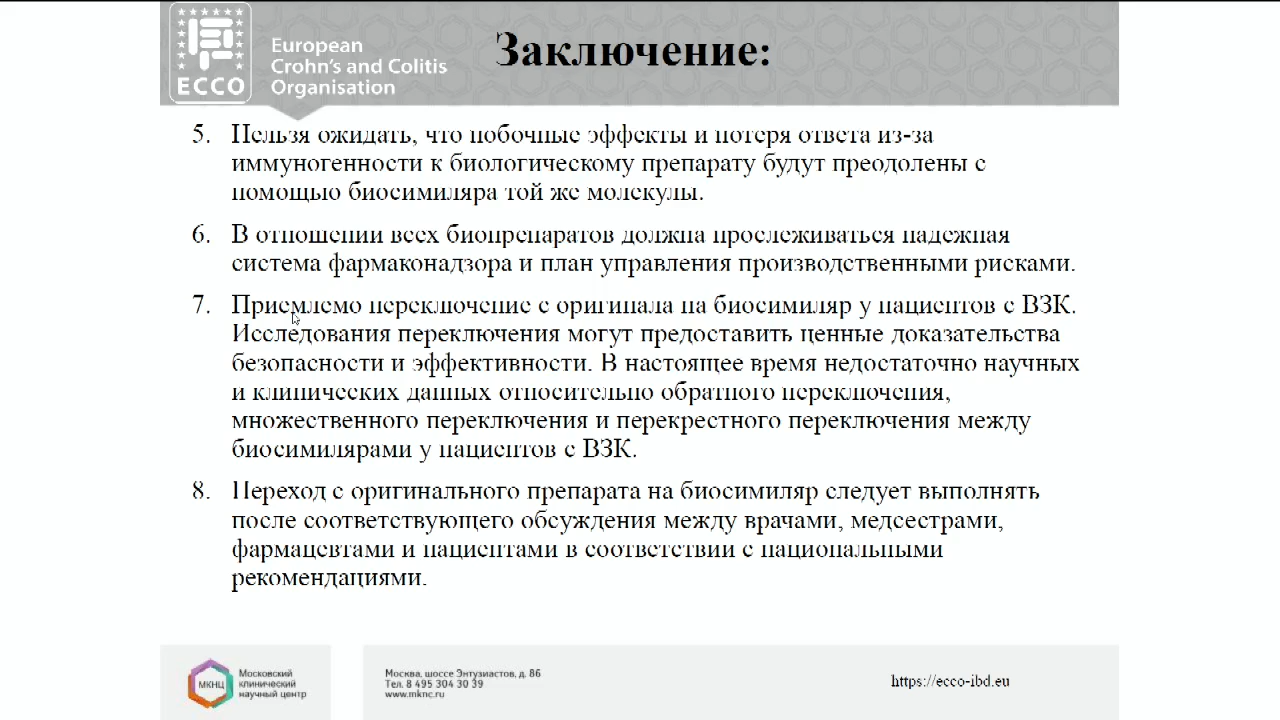 ECCO
European
Crohn's and Colitis
Organisation
Заключение:
5. Нельзя ожидать, что побочные эффекты и потеря ответа из-за
иммуногенности к биологическому препарату будут преодолены с
помощью биосимиляра той же молекулы.
6. В отношении всех биопрепаратов должна прослеживаться надежная
система фармаконадзора и план управления производственными рисками.
7. Приемлемо переключение с оригинала на биосимиляр у пациентов с ВЗК.
Исследования переключения могут предоставить ценные доказательства
безопасности и эффективности. В настоящее время недостаточно научных
и клинических данных относительно обратного переключения,
множественного переключения и перекрестного переключения между
биосимилярами у пациентов с ВЗК.
8. Переход с оригинального препарата на биосимиляр следует выполнять
после соответствующего обсуждения между врачами, медсестрами,
фармацевтами и пациентами в соответствии с национальными
рекомендациями.
МКНЦ
Московский
клинический
научный центр
Москва, шоссе Энтузиастов, д. 86
Тел. 8 495 304 30 39
www.mknc.ru
https://ecco-ibd.eu